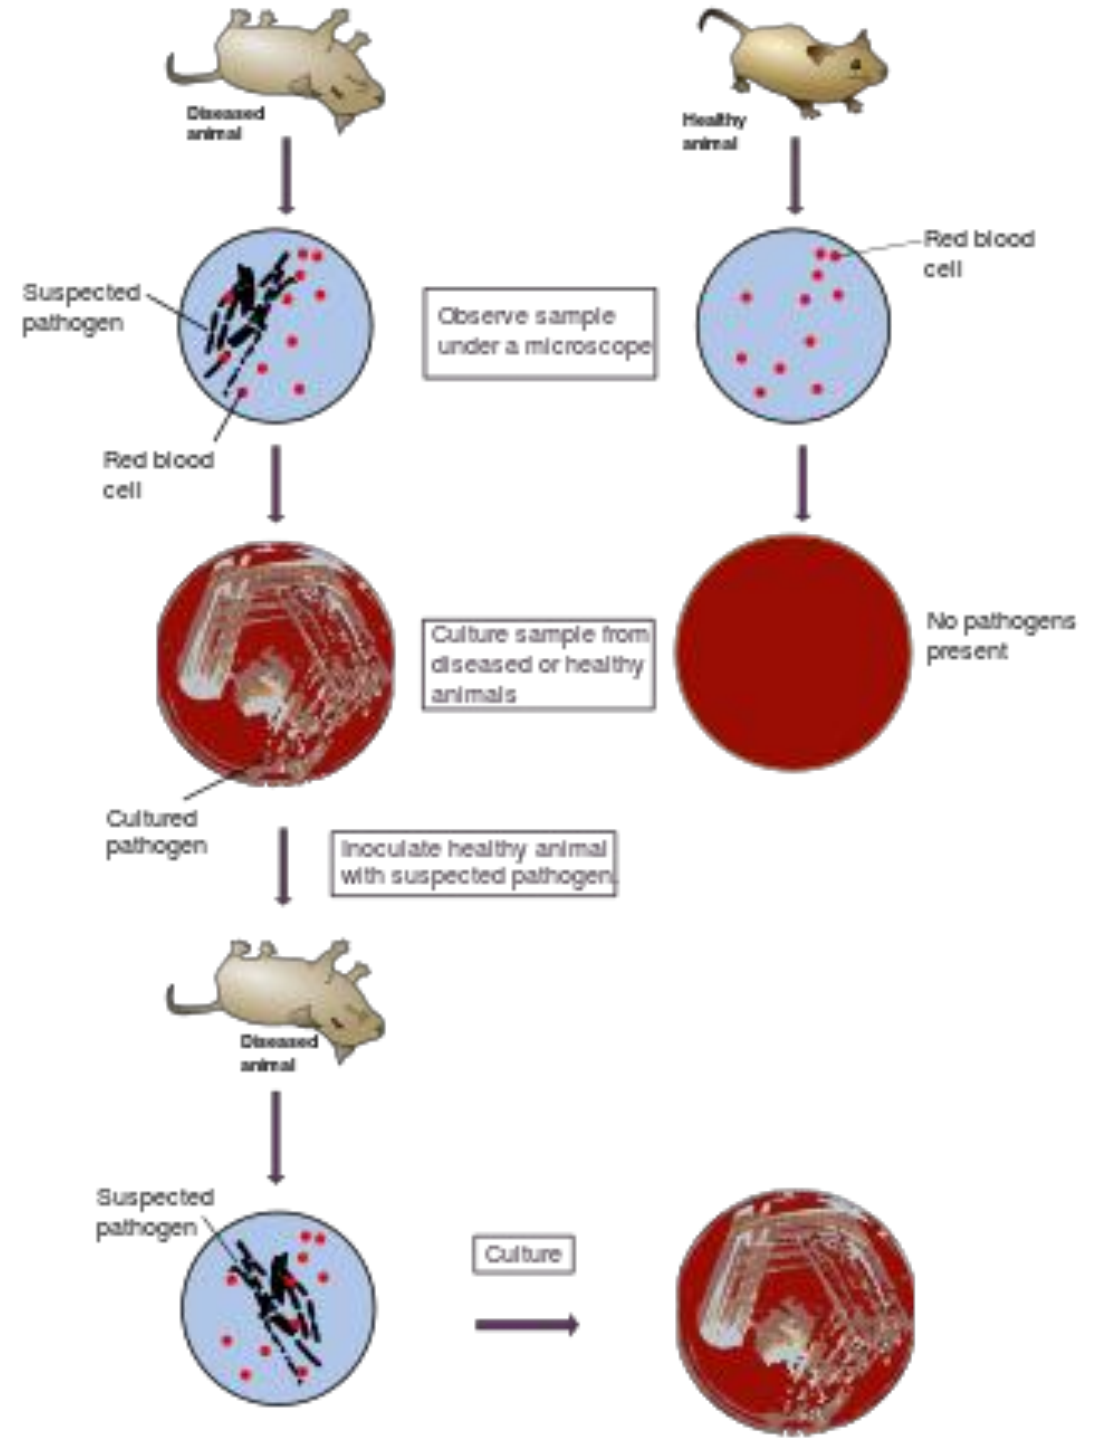 Diseased
animal
Healthy
animal
Red blood
cell
Suspected
pathogen
Observe sample
under a microscope
Red blood
cell
Culture sample from
diseased or healthy
animals
No pathogens
present
Cultured
pathogen
Inoculate healthy animal
with suspected pathogen.
Diseased
animal
Suspected
pathogen
Culture